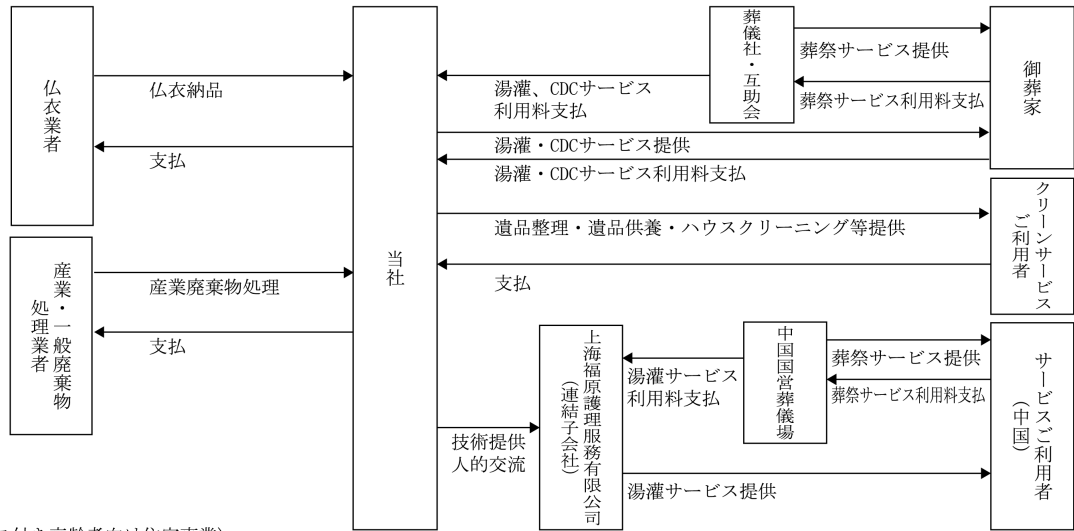 仏衣業者
仏衣納品
支払
産業・一般廃棄物
処理業者
産業廃棄物処理
支払
当社
葬儀社・互助会
葬祭サービス提供
葬祭サービス利用料支払
御葬家
湯灌、CDCサービス
利用料支払
湯灌・CDCサービス提供
湯灌・CDCサービス利用料支払
遺品整理・遺品供養・ハウスクリーニング等提供
支払
クリーンサービス
ご利用者
技術提供
人的交流
上海福原護理服務有限公司
(連結子会社)
湯灌サービス
利用料支払
中国国営葬儀場
葬祭サービス提供
葬祭サービス利用料支払
湯灌サービス提供
サービスご利用者
(中国)